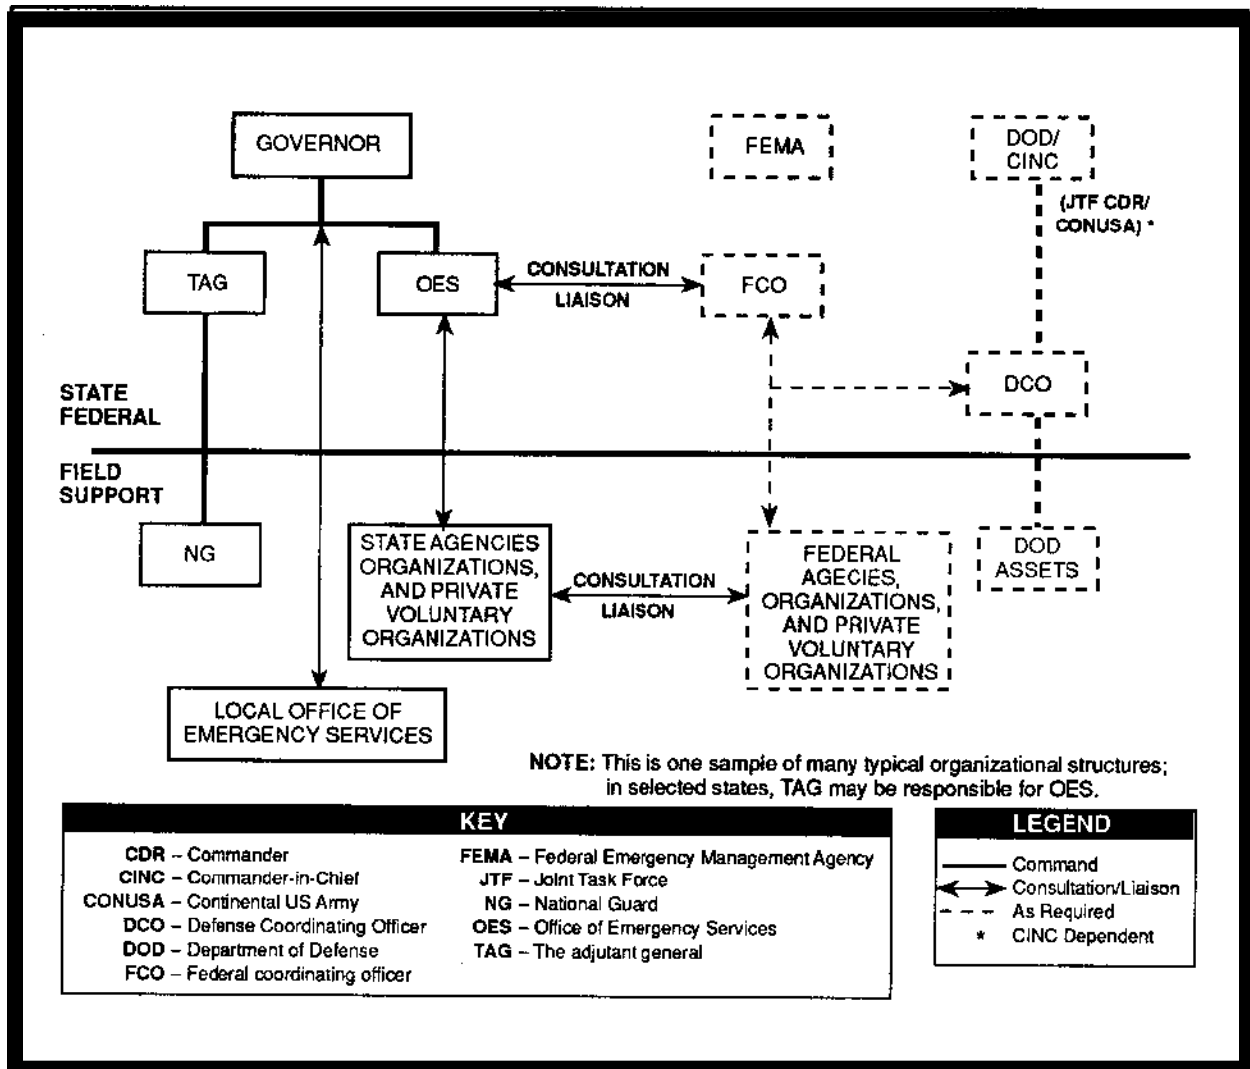 GOVERNOR
FEMA
DOD/
CINC
(JTF CDR/
CONUSA) *
TAG
OES
CONSULTATION
LIAISON
FCO
DCO
STATE
FEDERAL
FIELD
SUPPORT
NG
STATE AGENCIES
ORGANIZATIONS,
AND PRIVATE
VOLUNTARY
ORGANIZATIONS
CONSULTATION
LIAISON
FEDERAL
AGECIES,
ORGANIZATIONS,
AND PRIVATE
VOLUNTARY
ORGANIZATIONS
DOD
ASSETS
LOCAL OFFICE OF
EMERGENCY SERVICES
NOTE: This is one sample of many typical organizational structures;
in selected states, TAG may be responsible for OES.
KEY
CDR – Commander
CINC – Commander-in-Chief
CONUSA – Continental US Army
DCO – Defense Coordinating Officer
DOD – Department of Defense
FCO – Federal coordinating officer
FEMA – Federal Emergency Management Agency
JTF – Joint Task Force
NG – National Guard
OES – Office of Emergency Services
TAG – The adjutant general
LEGEND
Command
Consultation/Liaison
As Required
* CINC Dependent